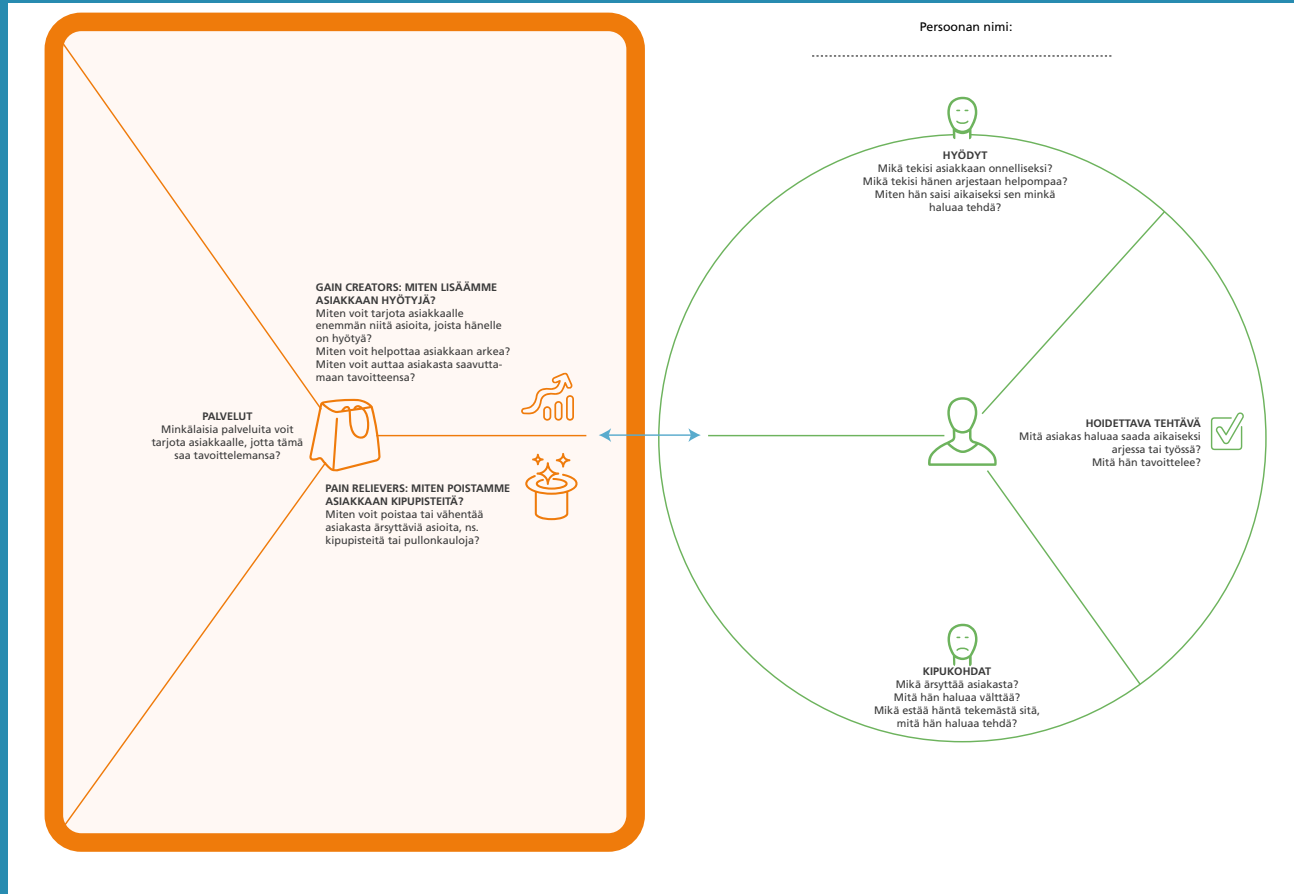 Persoonan nimi:
HYÖDYT
Mikä tekisi asiakkaan onnelliseksi?
Mikä tekisi hänen arjestaan helpompaa?
Miten hän saisi aikaiseksi sen minkä
haluaa tehdä?
GAIN CREATORS: MITEN LISÄÄMME
ASIAKKAAN HYÖTYJÄ?
Miten voit tarjota asiakkaalle
enemmän niitä asioita, joista hänelle
on hyötyä?
Miten voit helpottaa asiakkaan arkea?
Miten voit auttaa asiakasta saavutta-
maan tavoitteensa?
PALVELUT
Minkälaisia palveluita voit
tarjota asiakkaalle, jotta tämä
saa tavoittelemansa?
HOIDETTAVA TEHTÄVÄ
Mitä asiakas haluaa saada aikaiseksi
arjessa tai työssä?
Mitä hän tavoittelee?
PAIN RELIEVERS: MITEN POISTAMME
ASIAKKAAN KIPUPISTEITÄ?
Miten voit poistaa tai vähentää
asiakasta ärsyttäviä asioita, ns.
kipupisteitä tai pullonkauloja?
KIPUKOHDAT
Mikä ärsyttää asiakasta?
Mitä hän haluaa välttää?
Mikä estää häntä tekemästä sitä,
mitä hän haluaa tehdä?